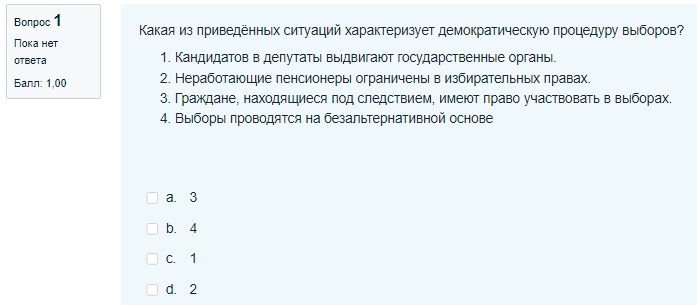 Вопрос 1
Пока нет
ответа
Балл: 1,00
Какая из приведённых ситуаций характеризует демократическую процедуру выборов?
1. Кандидатов в депутаты выдвигают государственные органы.
2. Неработающие пенсионеры ограничены в избирательных правах.
3. Граждане, находящиеся под следствием, имеют право участвовать в выборах.
4. Выборы проводятся на безальтернативной основе
a. 3
b. 4
c. 1
d. 2